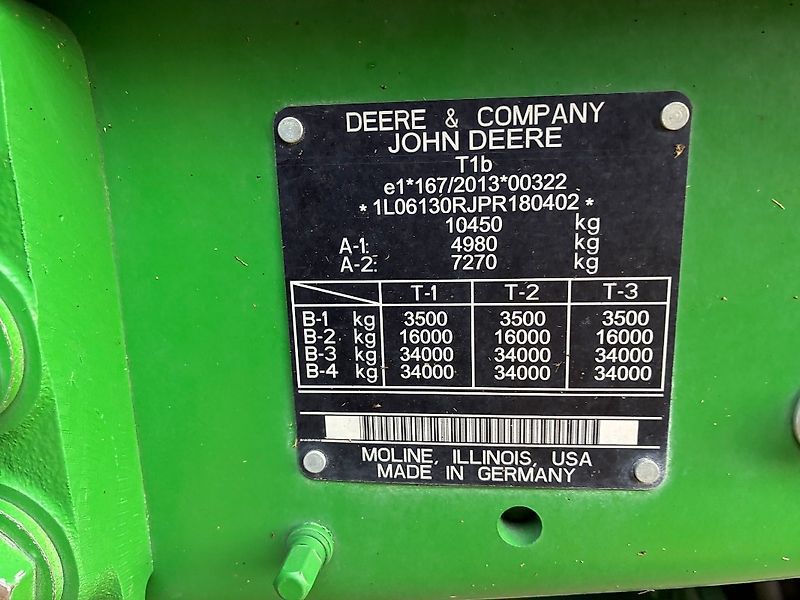 DEERE & COMPANY
JOHN DEERE
T1b
e1*167/2013*00322
* 1L06130RJPR180402 *
10450 kg
A-1: 4980 kg
A-2: 7270 kg
T-1 T-2 T-3
B-1 kg 3500 3500 3500
B-2 kg 16000 16000 16000
B-3 kg 34000 34000 34000
B-4 kg 34000 34000 34000
MOLINE, ILLINOIS, USA
MADE IN GERMANY